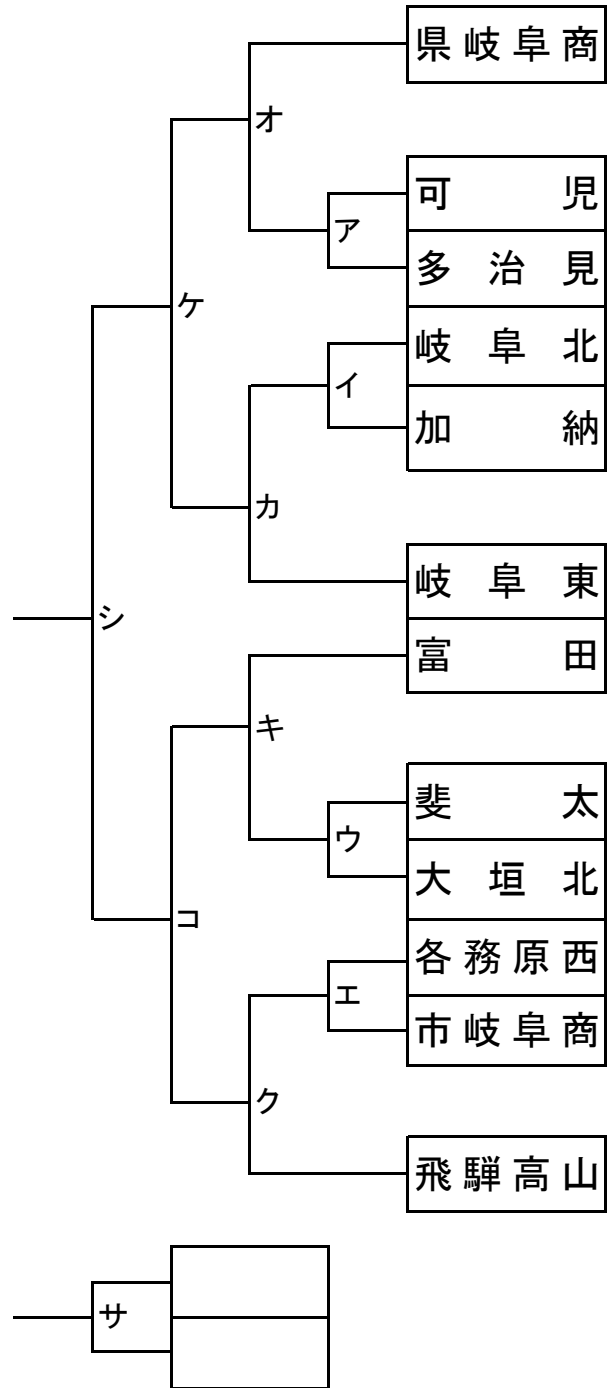 県岐阜商
オ
可児
ア
多治見
ケ
岐阜北
イ
加納
カ
岐阜東
シ
富田
キ
斐太
ウ
大垣北
コ
各務原西
エ
市岐阜商
ク
飛騨高山
サ